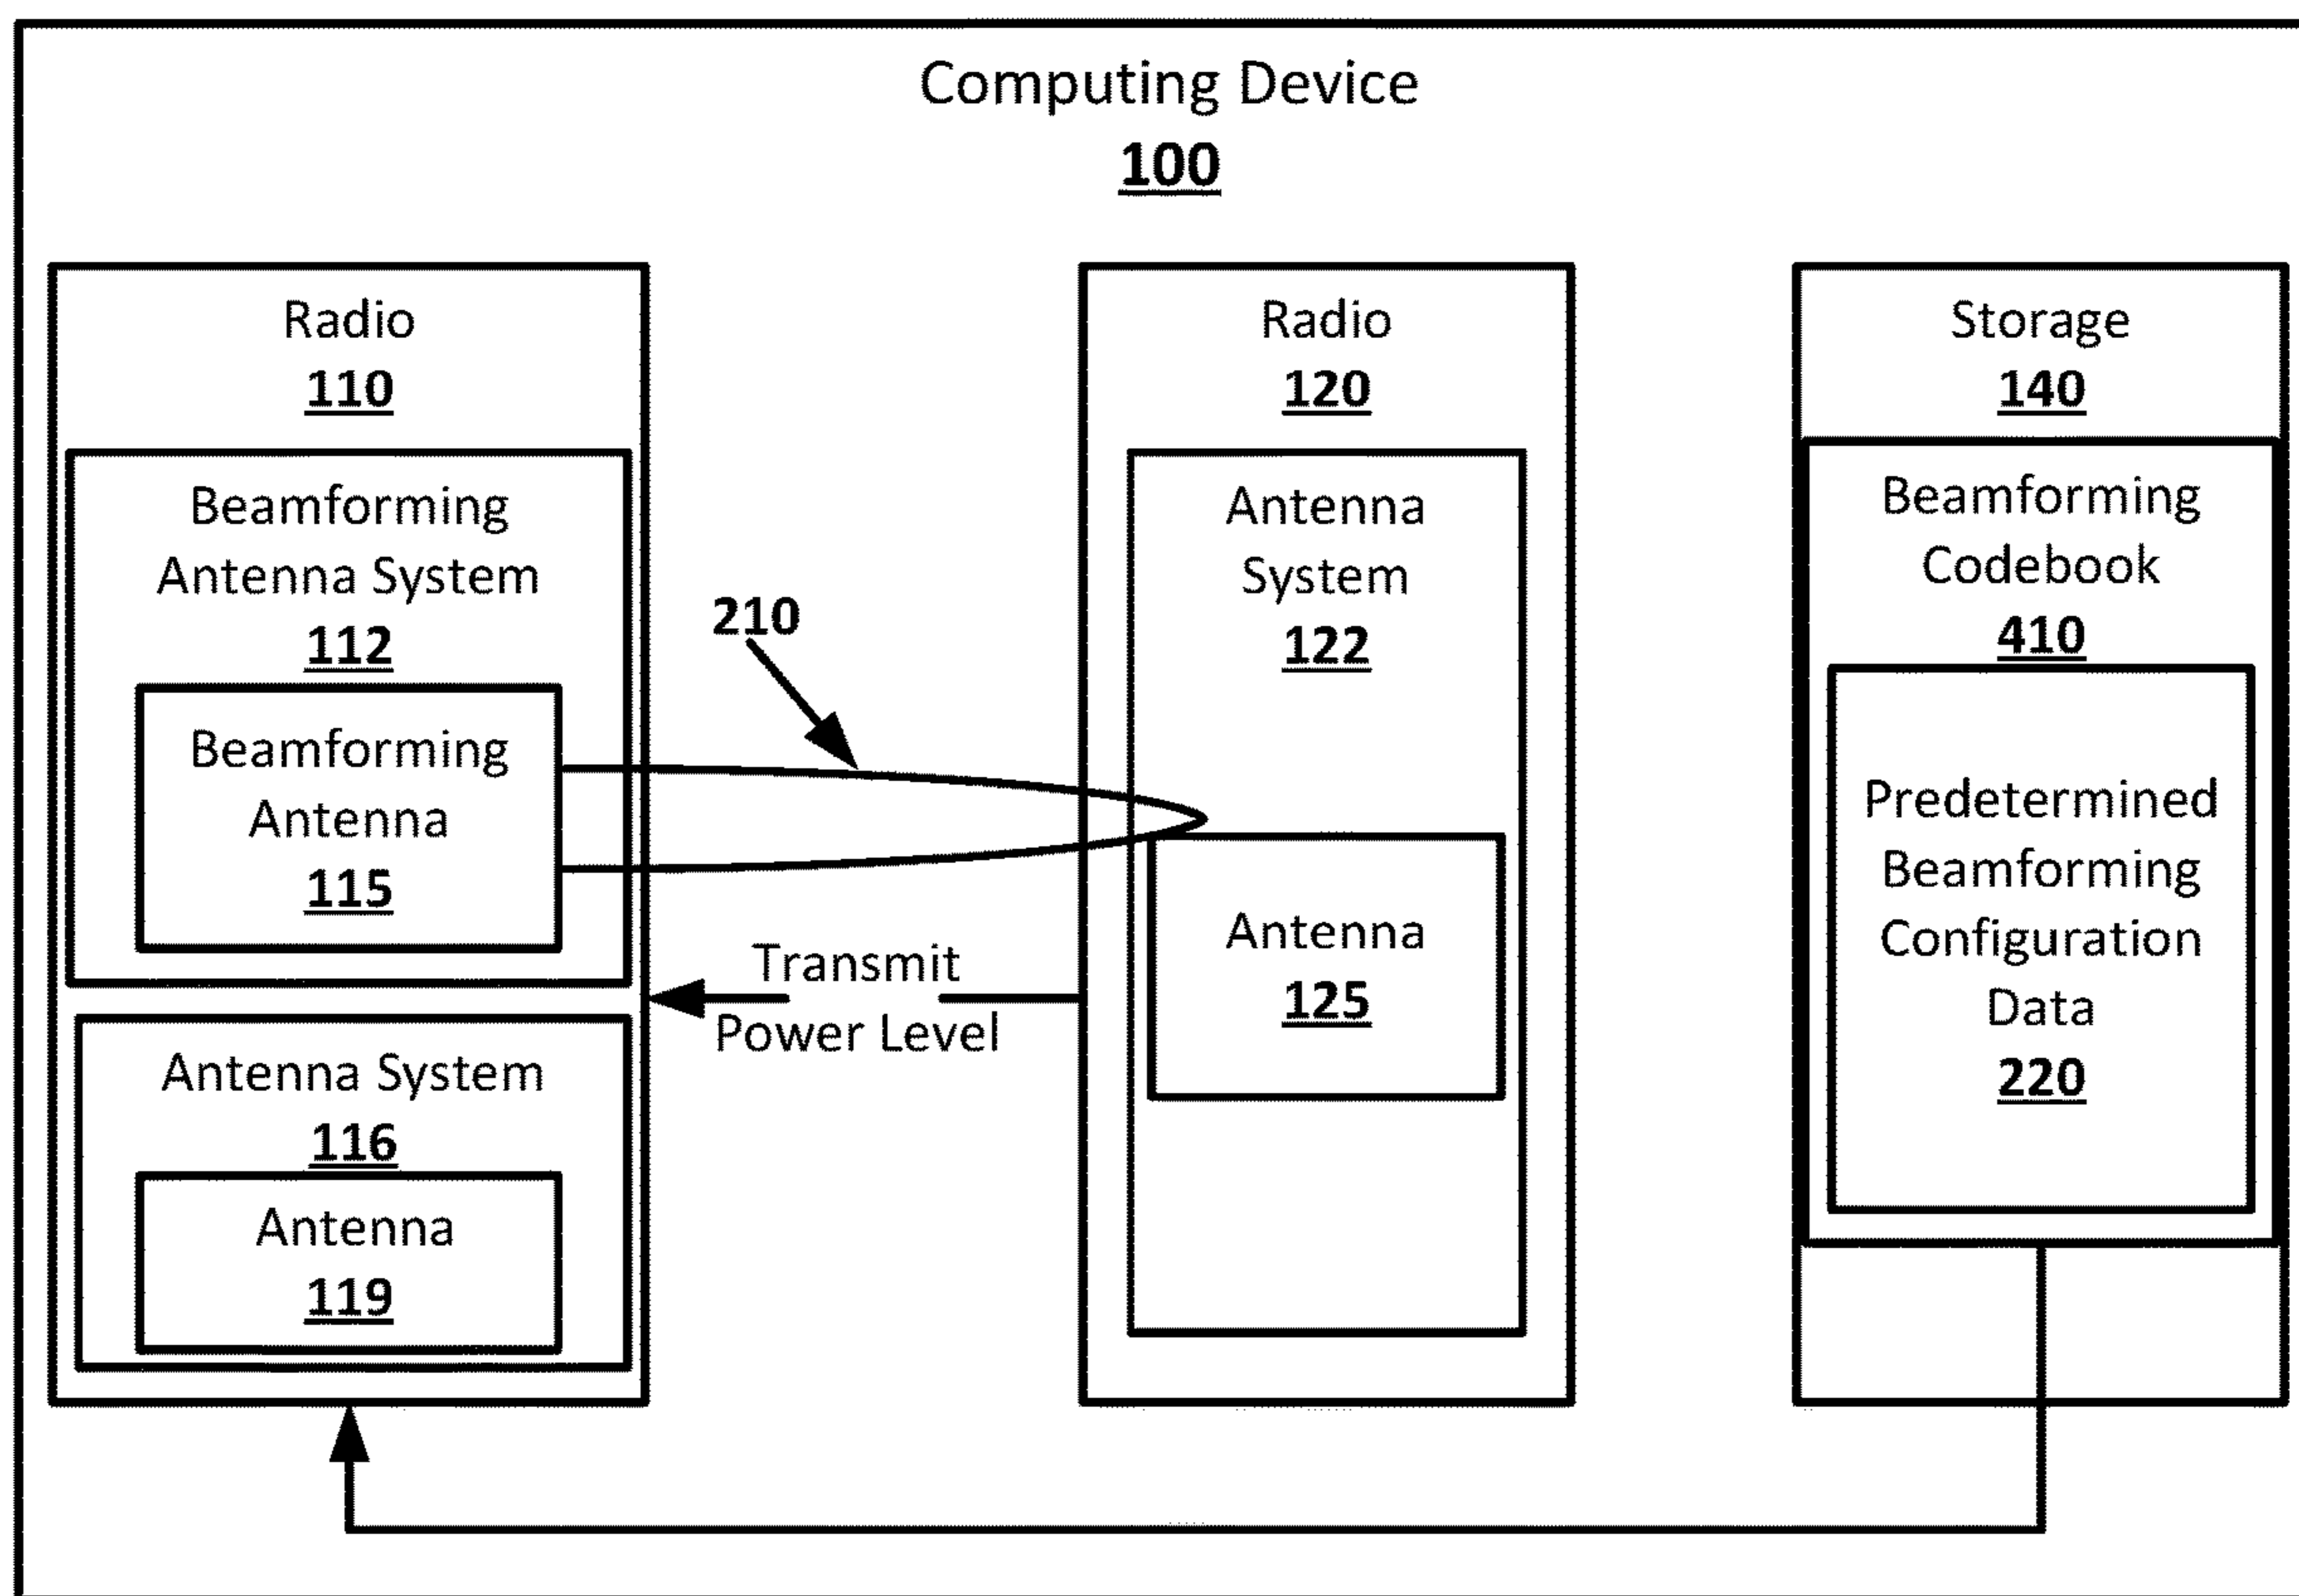 Computing Device
100
Radio
110
Beamforming
Antenna System
112
Beamforming
Antenna
115
Antenna System
116
Antenna
119
210
Transmit
Power Level
Radio
120
Antenna
System
122
Antenna
125
Storage
140
Beamforming
Codebook
410
Predetermined
Beamforming
Configuration
Data
220